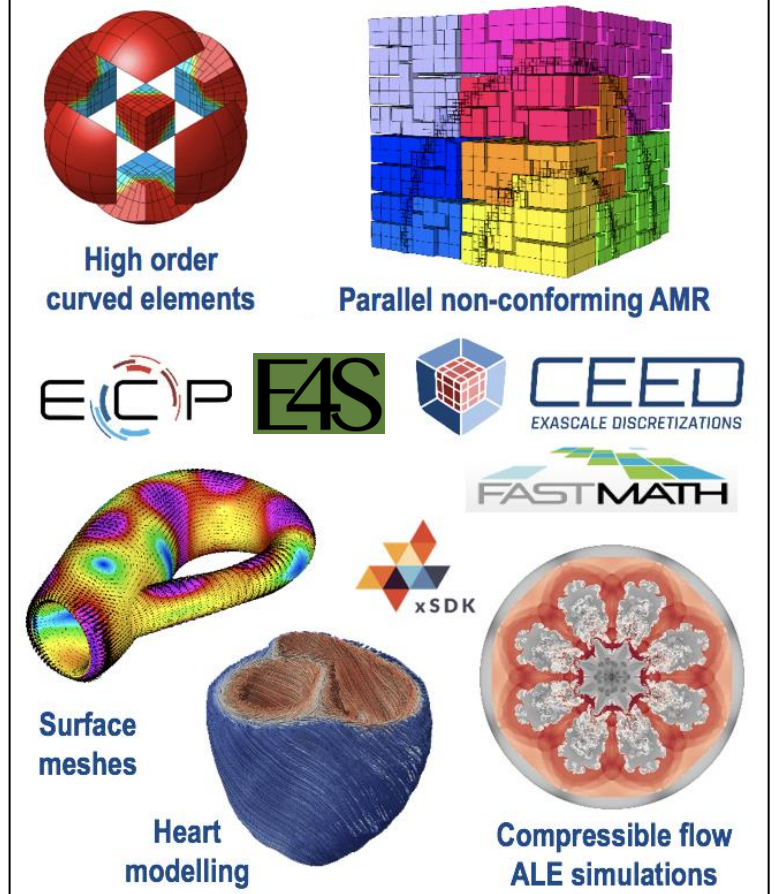 High order
curved elements
Parallel non-conforming AMR
ECP
E4S
CEED
EXASCALE DISCRETIZATIONS
FASTMATH
xSDK
Surface
meshes
Heart
modelling
Compressible flow
ALE simulations